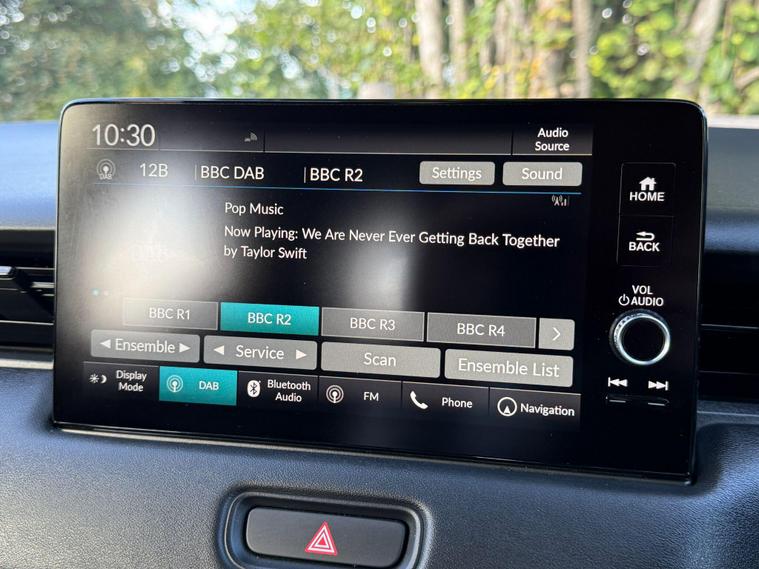 10:30
Audio
Source
DAB
12B
BBC DAB
BBC R2
Settings
Sound
Pop Music
Now Playing: We Are Never Ever Getting Back Together
by Taylor Swift
BBC R1
BBC R2
BBC R3
BBC R4
Ensemble
Service
Scan
Ensemble List
Display
Mode
DAB
Bluetooth
Audio
FM
Phone
Navigation
HOME
BACK
VOL
AUDIO